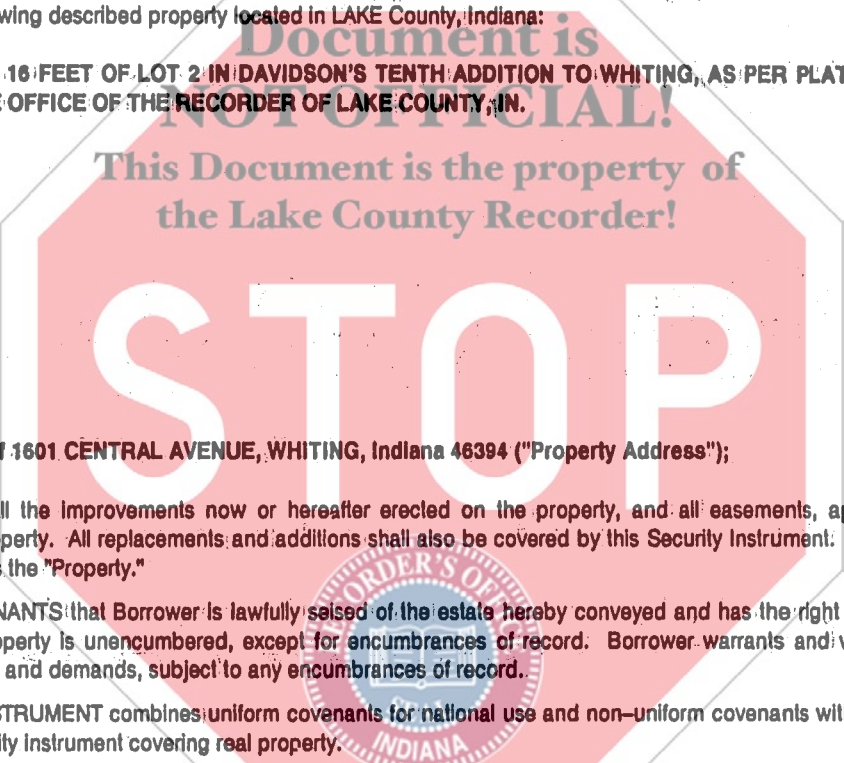 wing described property located in LAKE County, Indiana:
Document is
16 FEET OF LOT 2 IN DAVIDSON'S TENTH ADDITION TO WHITING, AS PER PLAT
OFFICE OF THE RECORDER OF LAKE COUNTY, IN.
NOT OFFICIAL!
This Document is the property of
the Lake County Recorder!
STOP
f 1601 CENTRAL AVENUE, WHITING, Indiana 46394 ("Property Address");
ll the improvements now or hereafter erected on the property, and all easements, a
perty. All replacements and additions shall also be covered by this Security Instrument.
s the "Property."
NANTS that Borrower is lawfully seised of the estate hereby conveyed and has the right
operty is unencumbered, except for encumbrances of record. Borrower warrants and
and demands, subject to any encumbrances of record.
STRUMENT combines uniform covenants for national use and non–uniform covenants wit
ity instrument covering real property.
RECORDER'S OFFICE
INDIANA